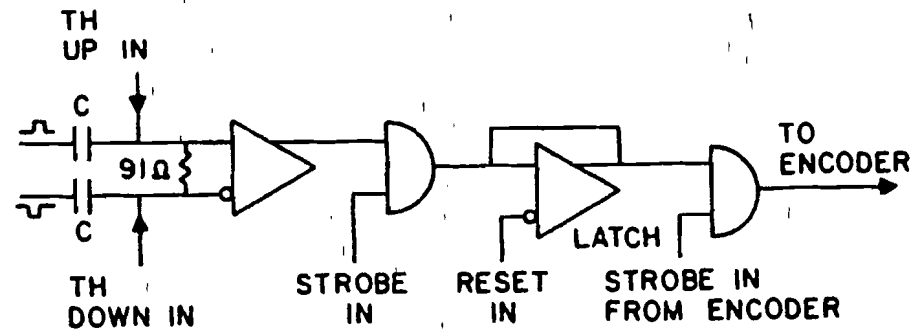 TH
UP IN
C
91Ω
C
TH
DOWN IN
STROBE
IN
RESET
IN
LATCH
STROBE IN
FROM ENCODER
TO
ENCODER